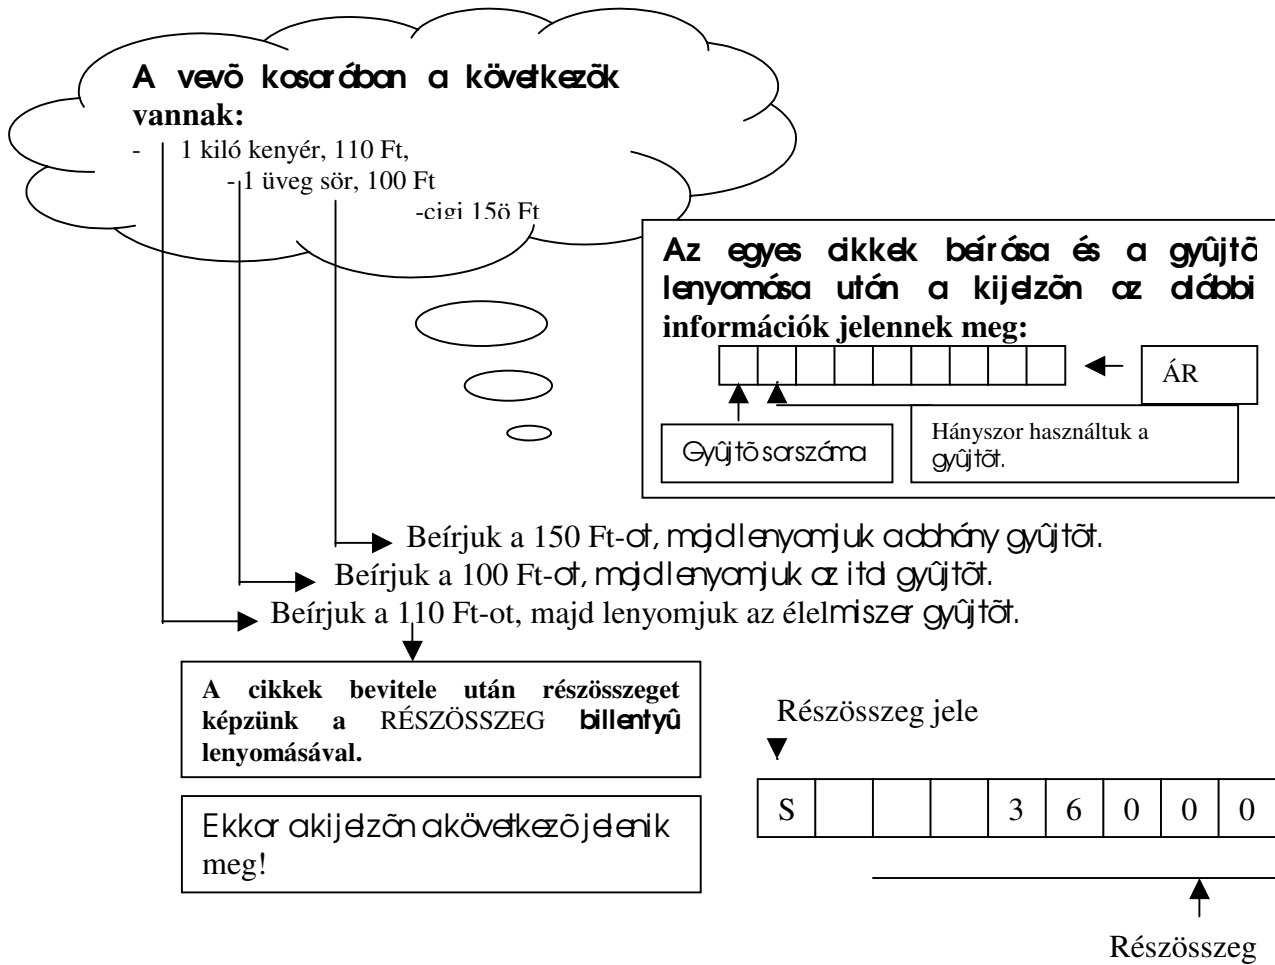 A vevõ kosarában a következõk
vannak:
- 1 kiló kenyér, 110 Ft,
- 1 üveg sör, 100 Ft
-cigi 15ö Ft
Az egyes cikkek beírása és a gyûjtõ
lenyomása után a kijelzõn az alábbi
információk jelennek meg:
ÁR
Gyûjtõ sorszáma
Hányszor használtuk a
gyûjtõt.
Beírjuk a 150 Ft-ot, majd lenyomjuk a dohány gyûjtõt.
Beírjuk a 100 Ft-ot, majd lenyomjuk az ital gyûjtõt.
Beírjuk a 110 Ft-ot, majd lenyomjuk az élelmiszer gyûjtõt.
A cikkek bevitele után részösszeget
képzünk a RÉSZÖSSZEG billentyû
lenyomásával.
Részösszeg jele
S 3 6 0 0 0
Ekkor a kijelzõn a következõ jelenik
meg!
Részösszeg